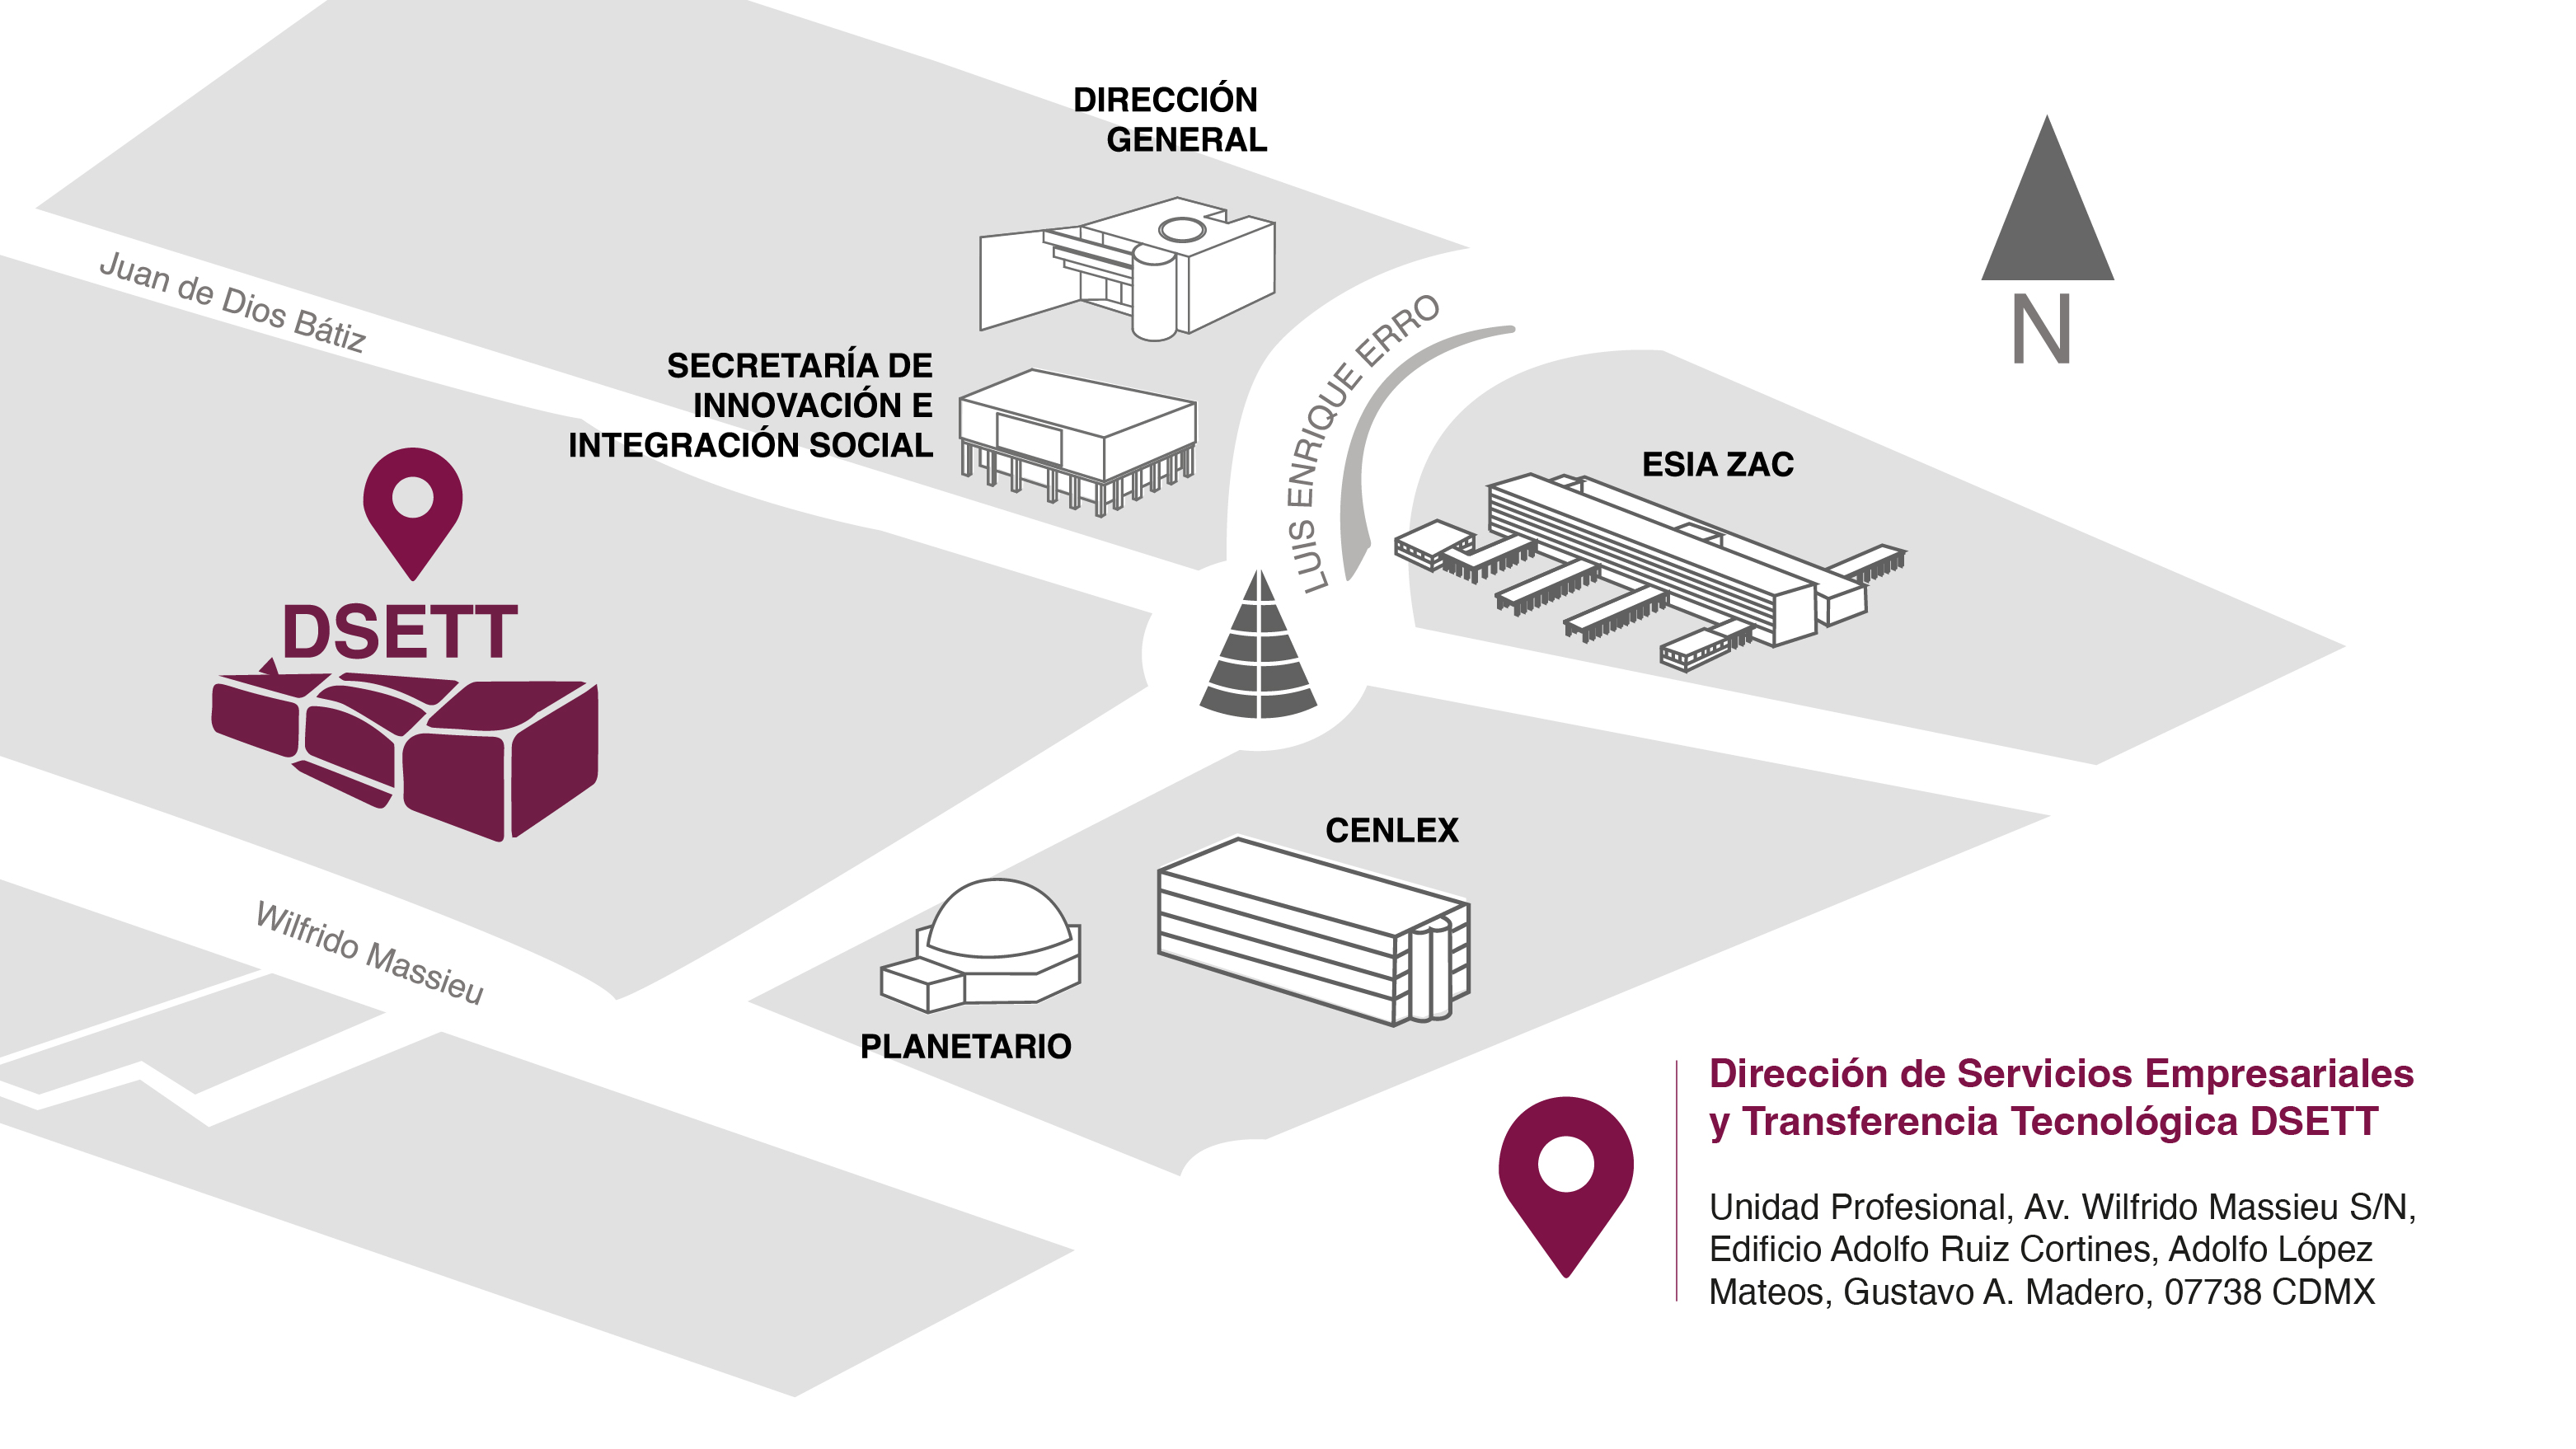 DIRECCIÓN
GENERAL
N
Juan de Dios Bátiz
LUIS ENRIQUE ERRO
SECRETARÍA DE
INNOVACIÓN E
INTEGRACIÓN SOCIAL
ESIA ZAC
DSETT
CENLEX
Wilfrido Massieu
PLANETARIO
Dirección de Servicios Empresariales
y Transferencia Tecnológica DSETT
Unidad Profesional, Av. Wilfrido Massieu S/N,
Edificio Adolfo Ruiz Cortines, Adolfo López
Mateos, Gustavo A. Madero, 07738 CDMX